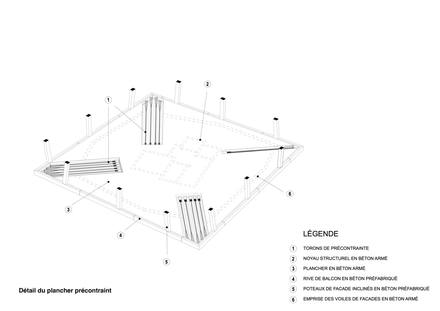 1
2
3
4
5
6
LÉGENDE
1 TORONS DE PRÉCONTRAINTE
2 NOYAU STRUCTUREL EN BÉTON ARMÉ
3 PLANCHER EN BÉTON ARMÉ
4 RIVE DE BALCON EN BÉTON PRÉFABRIQUÉ
5 POTEAUX DE FACADE INCLINÉS EN BÉTON PRÉFABRIQUÉ
6 EMPRISE DES VOILES DE FACADES EN BÉTON ARMÉ
Détail du plancher précontraint